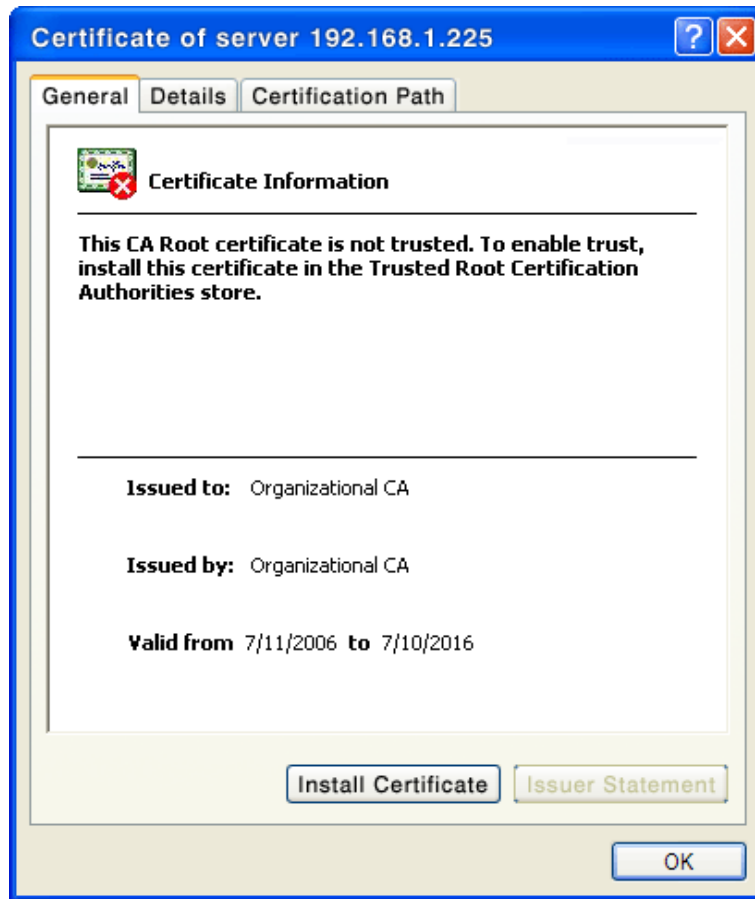 Certificate of server 192.168.1.225
General Details Certification Path
Certificate Information
This CA Root certificate is not trusted. To enable trust,
install this certificate in the Trusted Root Certification
Authorities store.
Issued to: Organizational CA
Issued by: Organizational CA
Valid from 7/11/2006 to 7/10/2016
Install Certificate Issuer Statement
OK